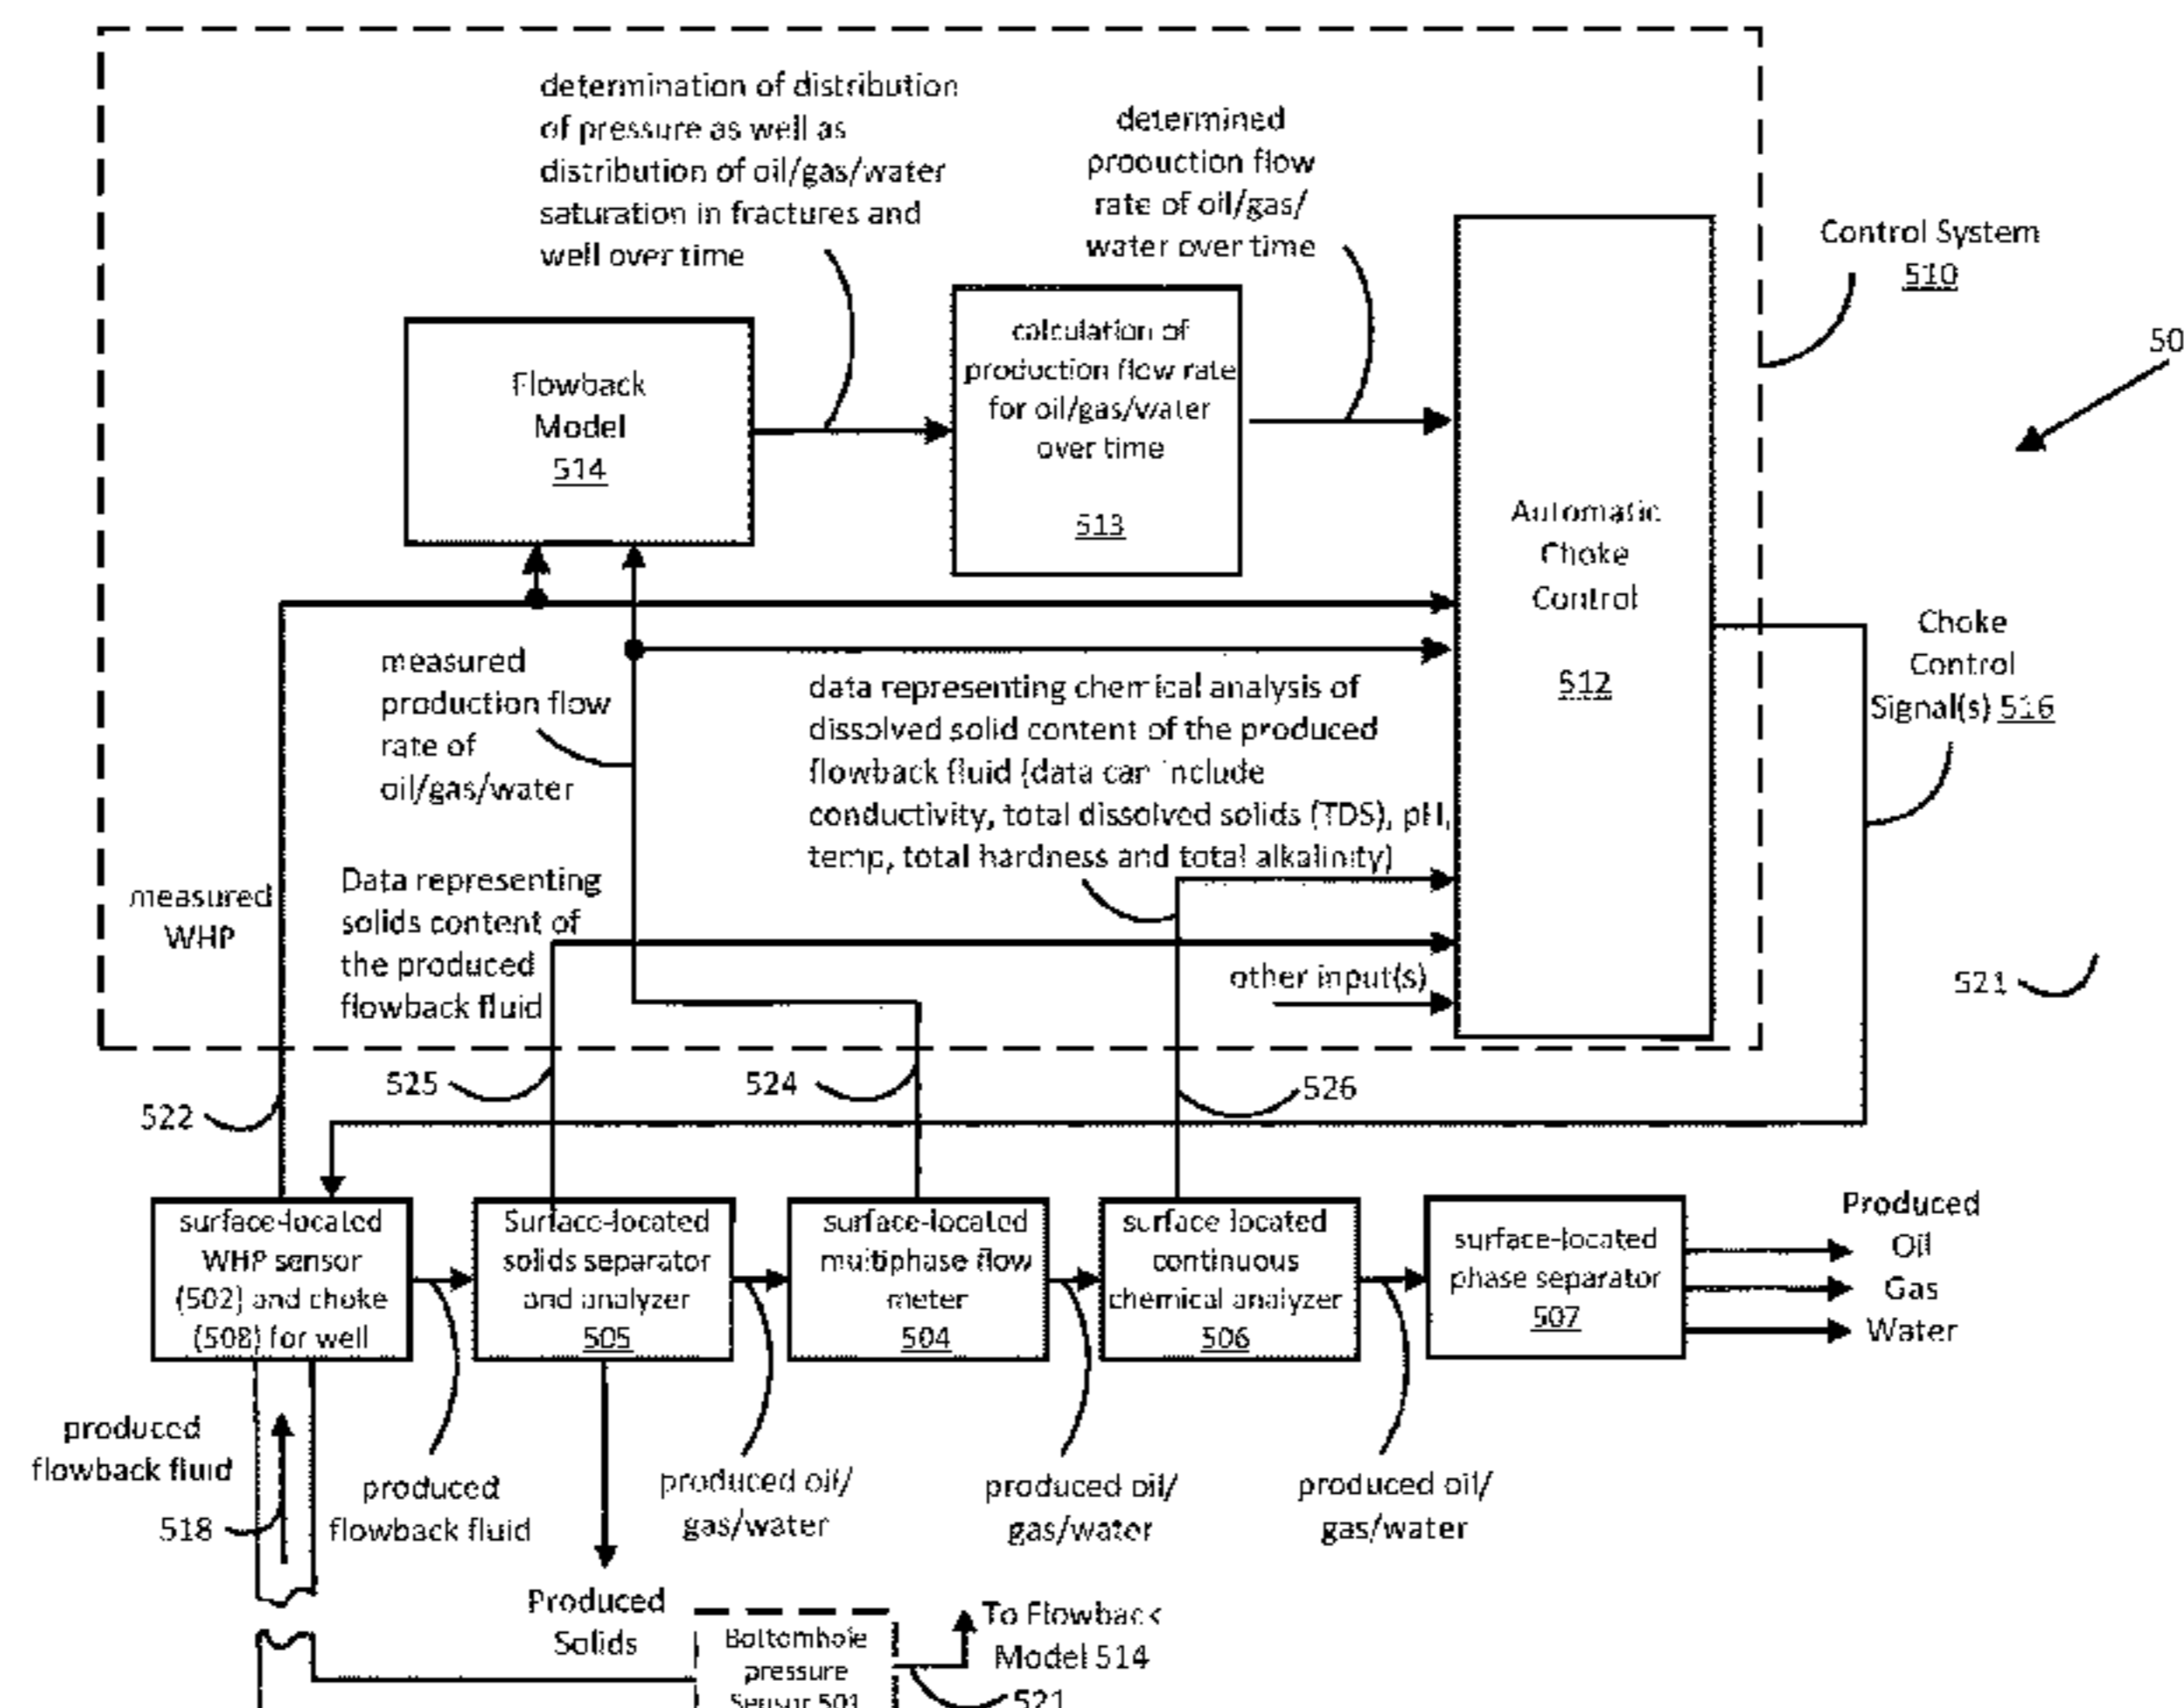 determination of distribution
of pressure as well as
distribution of oil/gas/water
saturation in fractures and
well over time
determined
production flow
rate of oil/gas/
water over time
Control System
510
50
Flowback
Model
514
calculation of
production flow rate
for oil/gas/water
over time
513
Automatic
Choke
Control
512
Choke
Control
Signal(s) 516
measured
production flow
rate of
oil/gas/water
data representing chemical analysis of
dissolved solid content of the produced
flowback fluid (data can include
conductivity, total dissolved solids (TDS), pH,
temp, total hardness and total alkalinity)
measured
WHP
Data representing
solids content of
the produced
flowback fluid
other input(s)
521
522
525
524
526
surface-located
WHP sensor
(502) and choke
(508) for well
Surface-located
solids separator
and analyzer
505
surface-located
multiphase flow
meter
504
surface located
continuous
chemical analyzer
506
surface-located
phase separator
507
Produced
Oil
Gas
Water
produced
flowback fluid
518
produced
flowback fluid
produced oil/
gas/water
produced oil/
gas/water
produced oil/
gas/water
Produced
Solids
Bottomhole
pressure
Sensor 503
To Flowback
Model 514
521